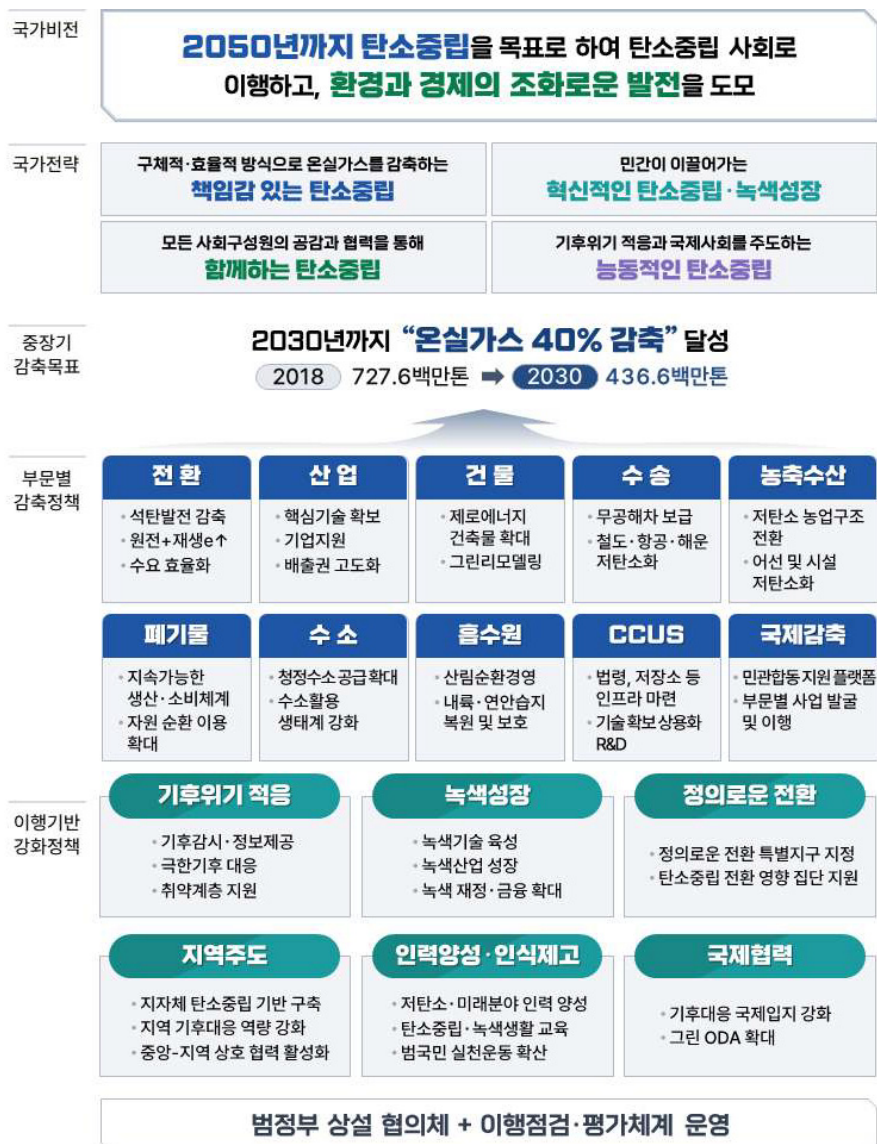 국가비전
2050년까지 탄소중립을 목표로 하여 탄소중립 사회로
이행하고, 환경과 경제의 조화로운 발전을 도모
국가전략
구체적·효율적 방식으로 온실가스를 감축하는
책임감 있는 탄소중립
민간이 이끌어가는
혁신적인 탄소중립·녹색성장
모든 사회구성원의 공감과 협력을 통해
함께하는 탄소중립
기후위기 적응과 국제사회를 주도하는
능동적인 탄소중립
중장기
감축목표
2030년까지 “온실가스 40% 감축” 달성
2018 727.6백만톤 ➡ 2030 436.6백만톤
부문별
감축정책
전환
• 석탄발전 감축
• 원전+재생e↑
• 수요 효율화
산업
• 핵심기술 확보
• 기업지원
• 배출권 고도화
건물
• 제로에너지
건축물 확대
• 그린리모델링
수송
• 무공해차 보급
• 철도·항공·해운
저탄소화
농축수산
• 저탄소 농업구조
전환
• 어선 및 시설
저탄소화
폐기물
• 지속가능한
생산·소비체계
• 자원 순환 이용
확대
수소
• 청정수소 공급 확대
• 수소활용
생태계 강화
흡수원
• 산림순환경영
• 내륙·연안습지
복원 및 보호
CCUS
• 법령, 저장소 등
인프라 마련
• 기술확보 상용화
R&D
국제감축
• 민관합동 지원 플랫폼
• 부문별 사업 발굴
및 이행
이행기반
강화정책
기후위기 적응
• 기후감시·정보제공
• 극한기후 대응
• 취약계층 지원
녹색성장
• 녹색기술 육성
• 녹색산업 성장
• 녹색 재정·금융 확대
정의로운 전환
• 정의로운 전환 특별지구 지정
• 탄소중립 전환 영향 집단 지원
지역주도
• 지자체 탄소중립 기반 구축
• 지역 기후대응 역량 강화
• 중앙-지역 상호 협력 활성화
인력양성·인식제고
• 저탄소·미래분야 인력 양성
• 탄소중립·녹색생활 교육
• 범국민 실천운동 확산
국제협력
• 기후대응 국제입지 강화
• 그린 ODA 확대
범정부 상설 협의체 + 이행점검·평가체계 운영